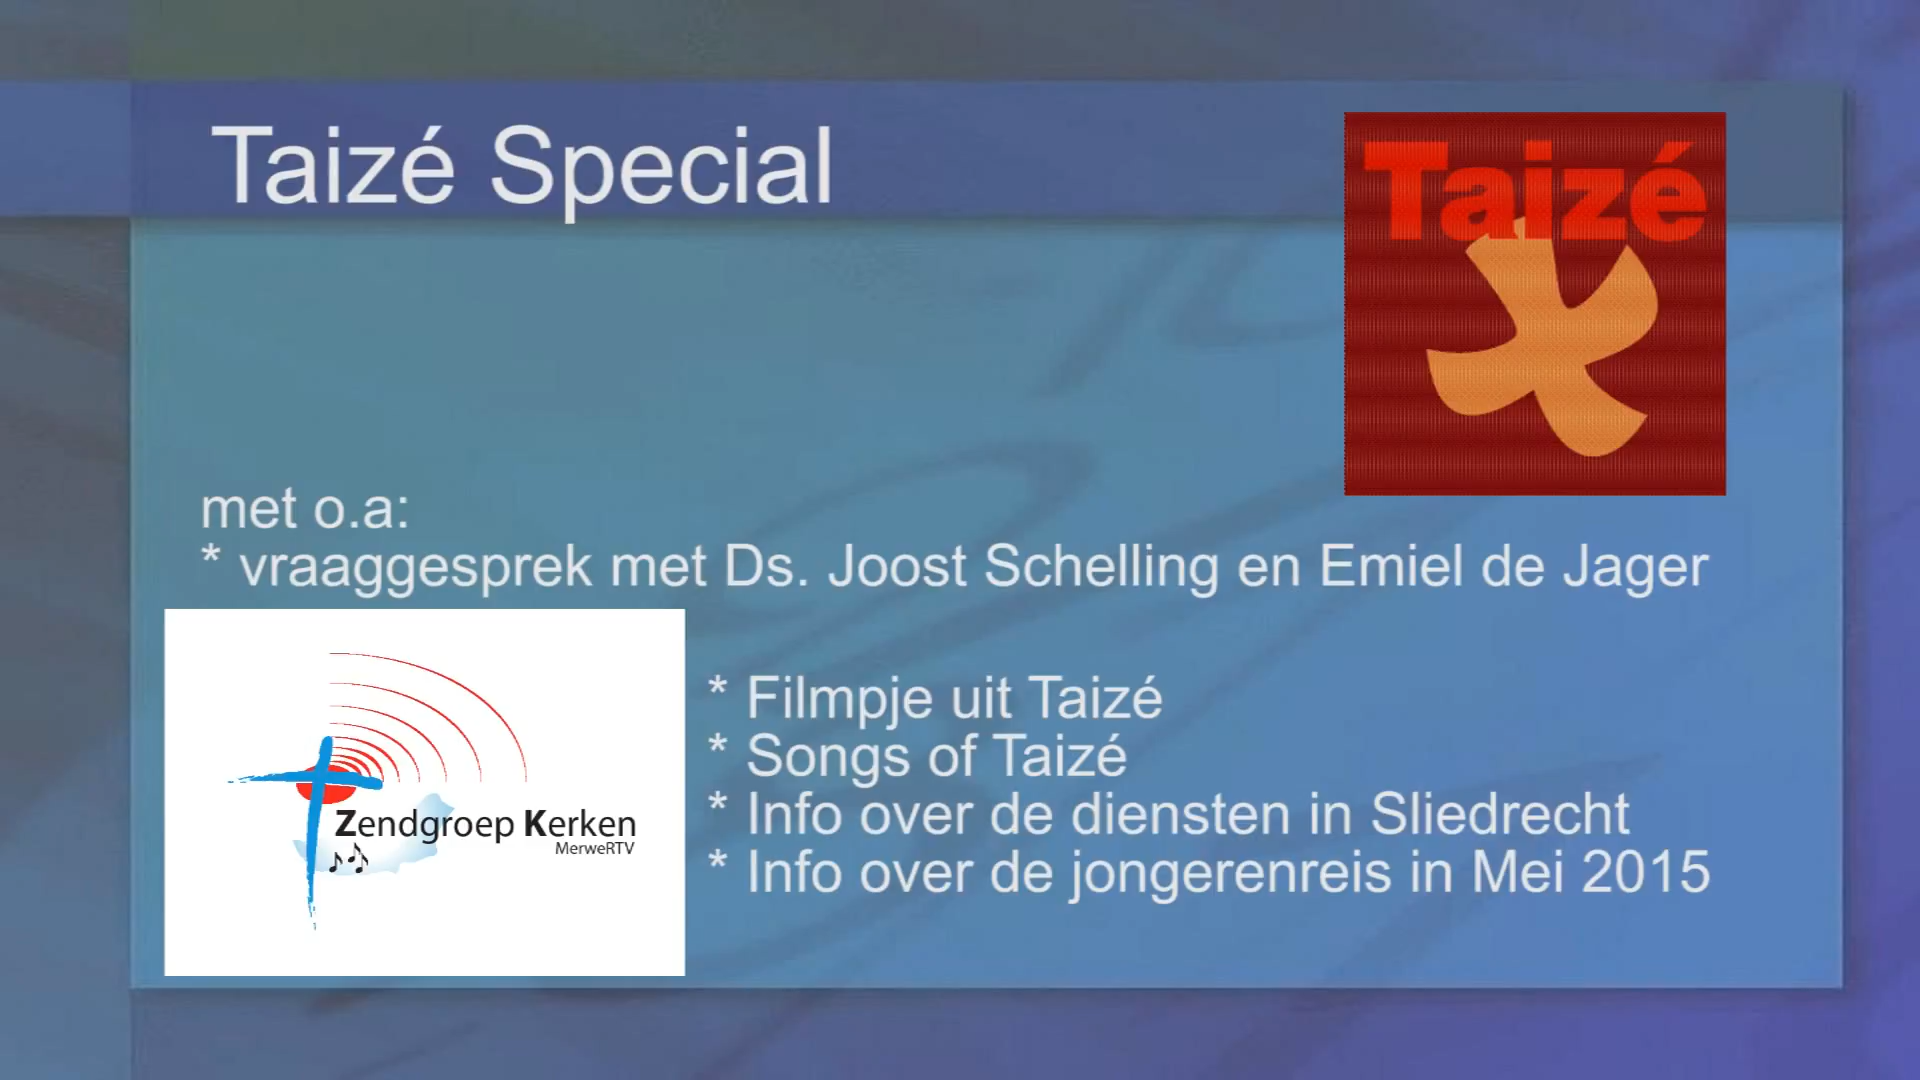 Taizé Special
Taizé
met o.a:
* vraaggesprek met Ds. Joost Schelling en Emiel de Jager
* Filmpje uit Taizé
* Songs of Taizé
* Info over de diensten in Sliedrecht
* Info over de jongerenreis in Mei 2015
Zendgroep Kerken
MerweRTV